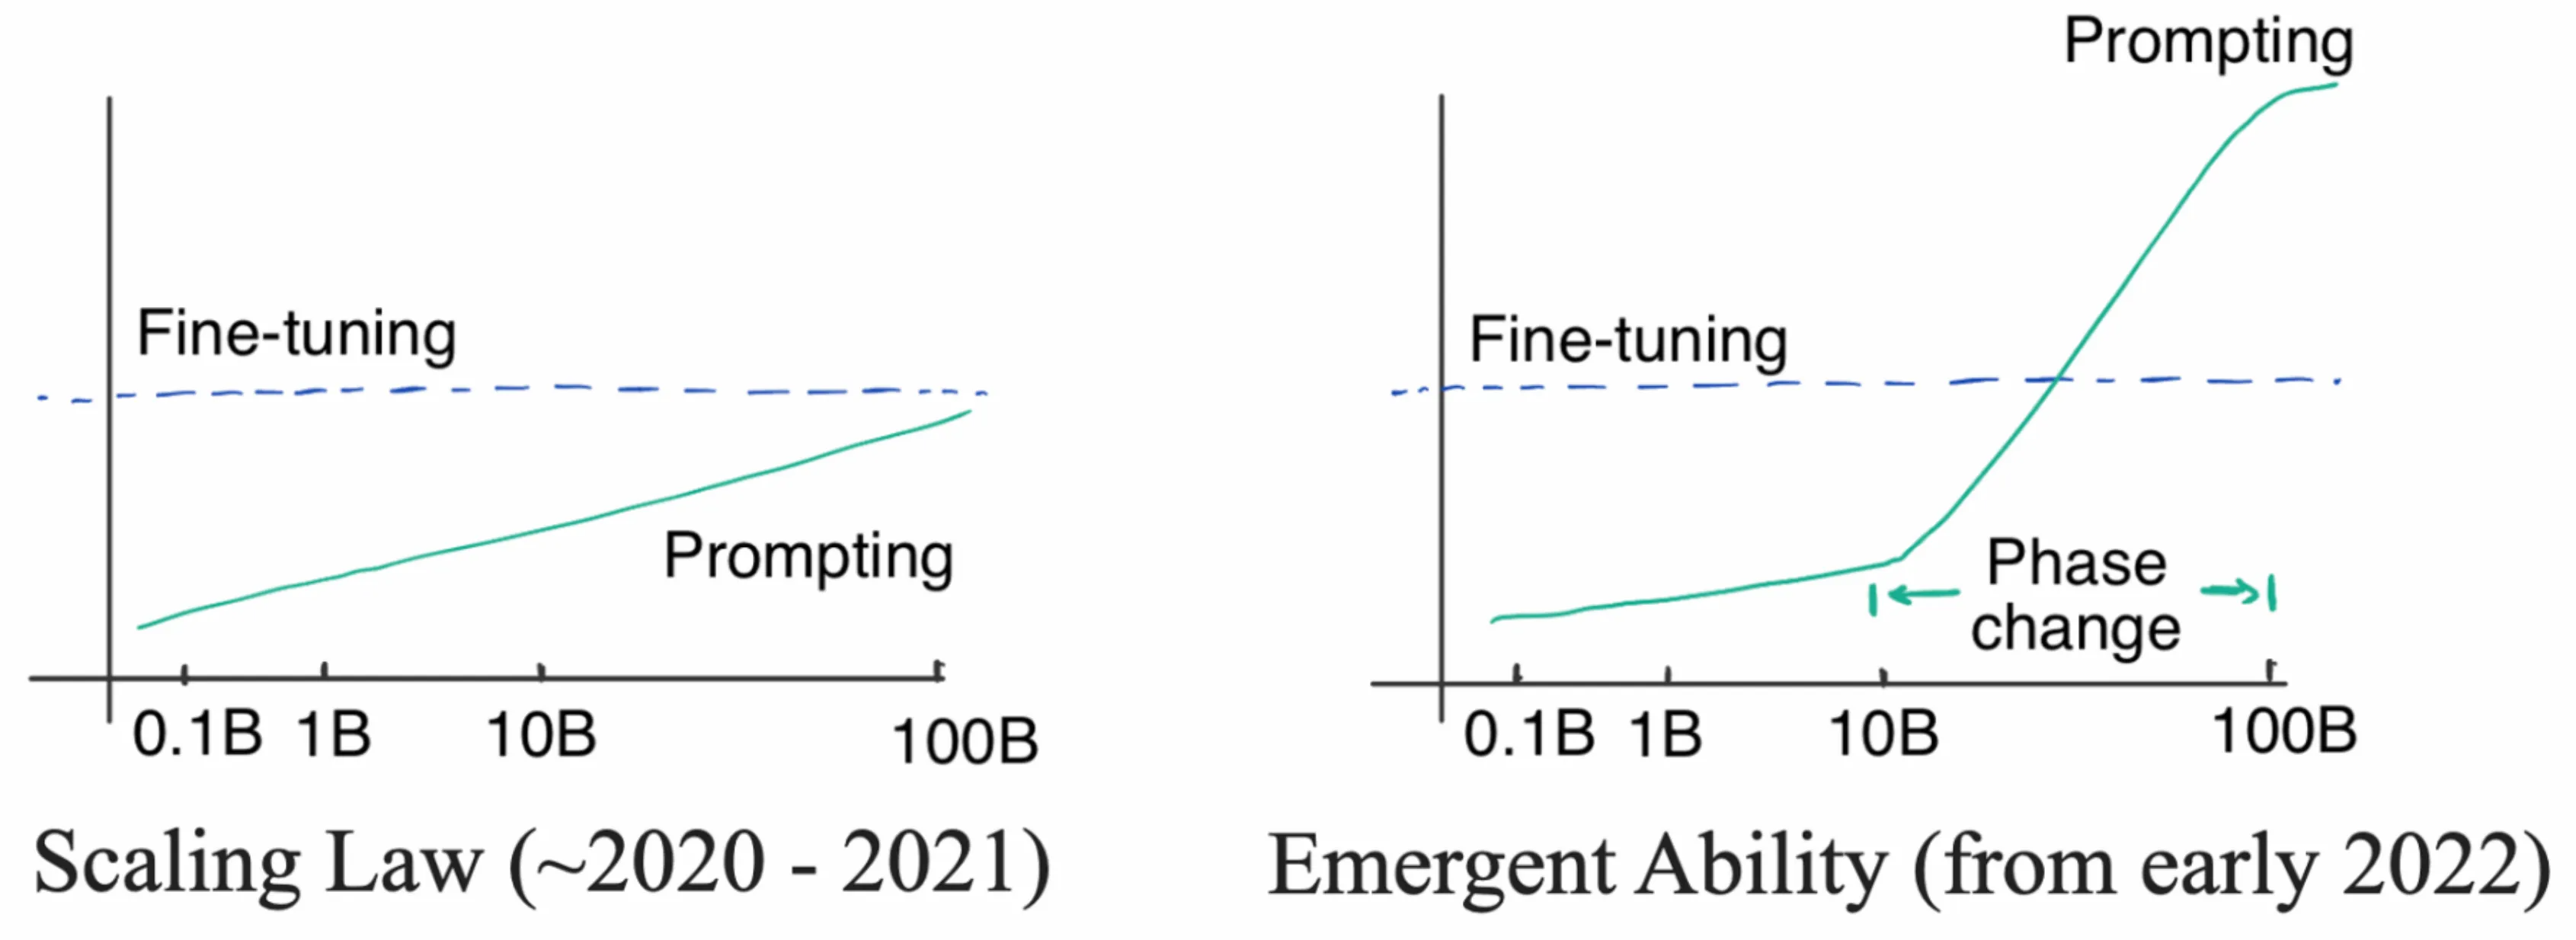 Fine-tuning
Prompting
0.1B 1B 10B 100B
Scaling Law (~2020 - 2021)
Prompting
Fine-tuning
Phase
change
0.1B 1B 10B 100B
Emergent Ability (from early 2022)